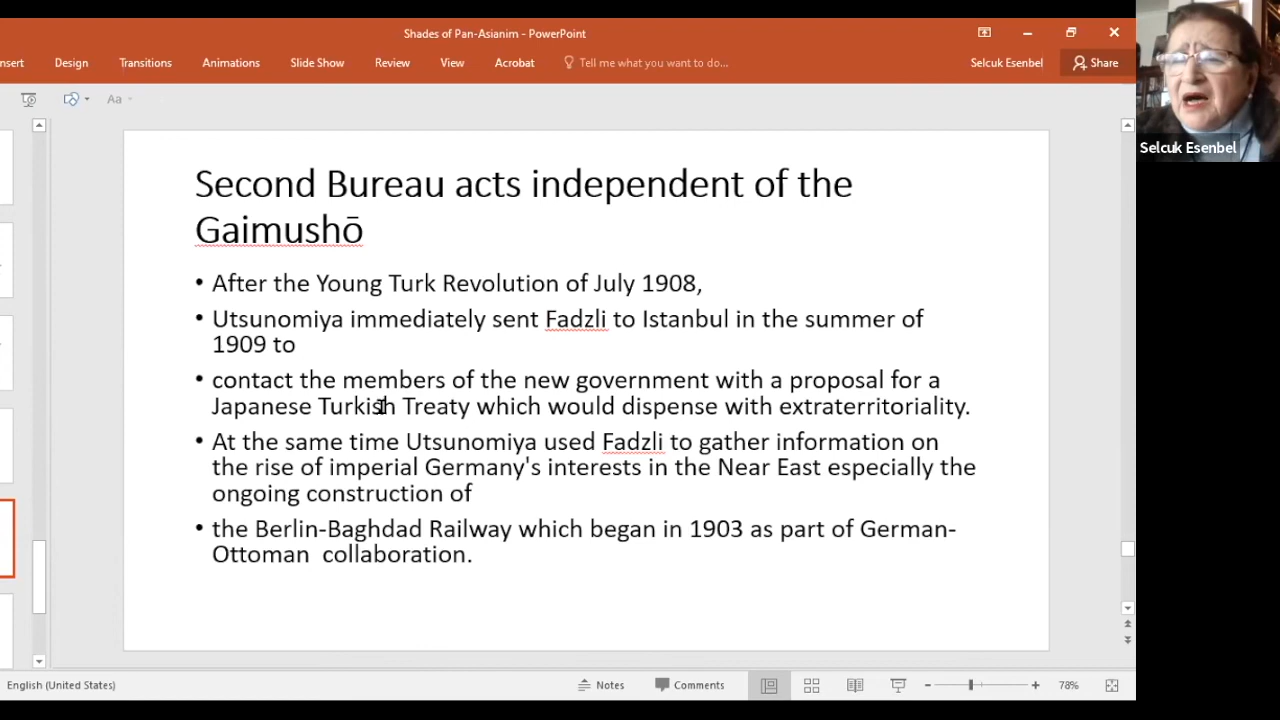 Shades of Pan-Asianim - PowerPoint
nsert Design Transitions Animations Slide Show Review View Acrobat Tell me what you want to do... Selcuk Esenbel Share
Aa
Selcuk Esenbel
Second Bureau acts independent of the
Gaimushō
• After the Young Turk Revolution of July 1908,
• Utsunomiya immediately sent Fadzli to Istanbul in the summer of
1909 to
• contact the members of the new government with a proposal for a
Japanese Turkish Treaty which would dispense with extraterritoriality.
• At the same time Utsunomiya used Fadzli to gather information on
the rise of imperial Germany's interests in the Near East especially the
ongoing construction of
• the Berlin-Baghdad Railway which began in 1903 as part of German-
Ottoman  collaboration.
English (United States) Notes Comments 78%